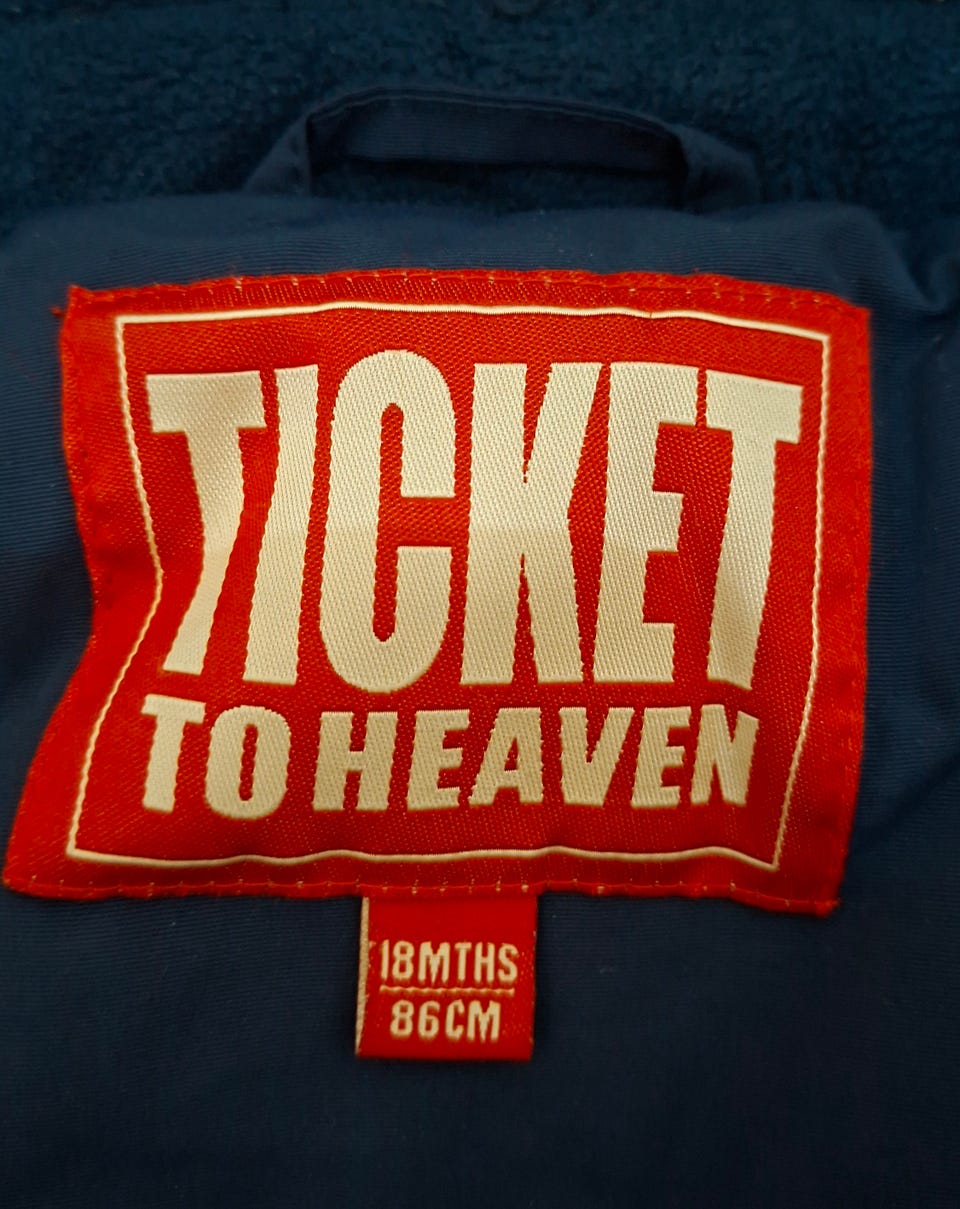 TICKET
TO HEAVEN
18MTHS
86CM